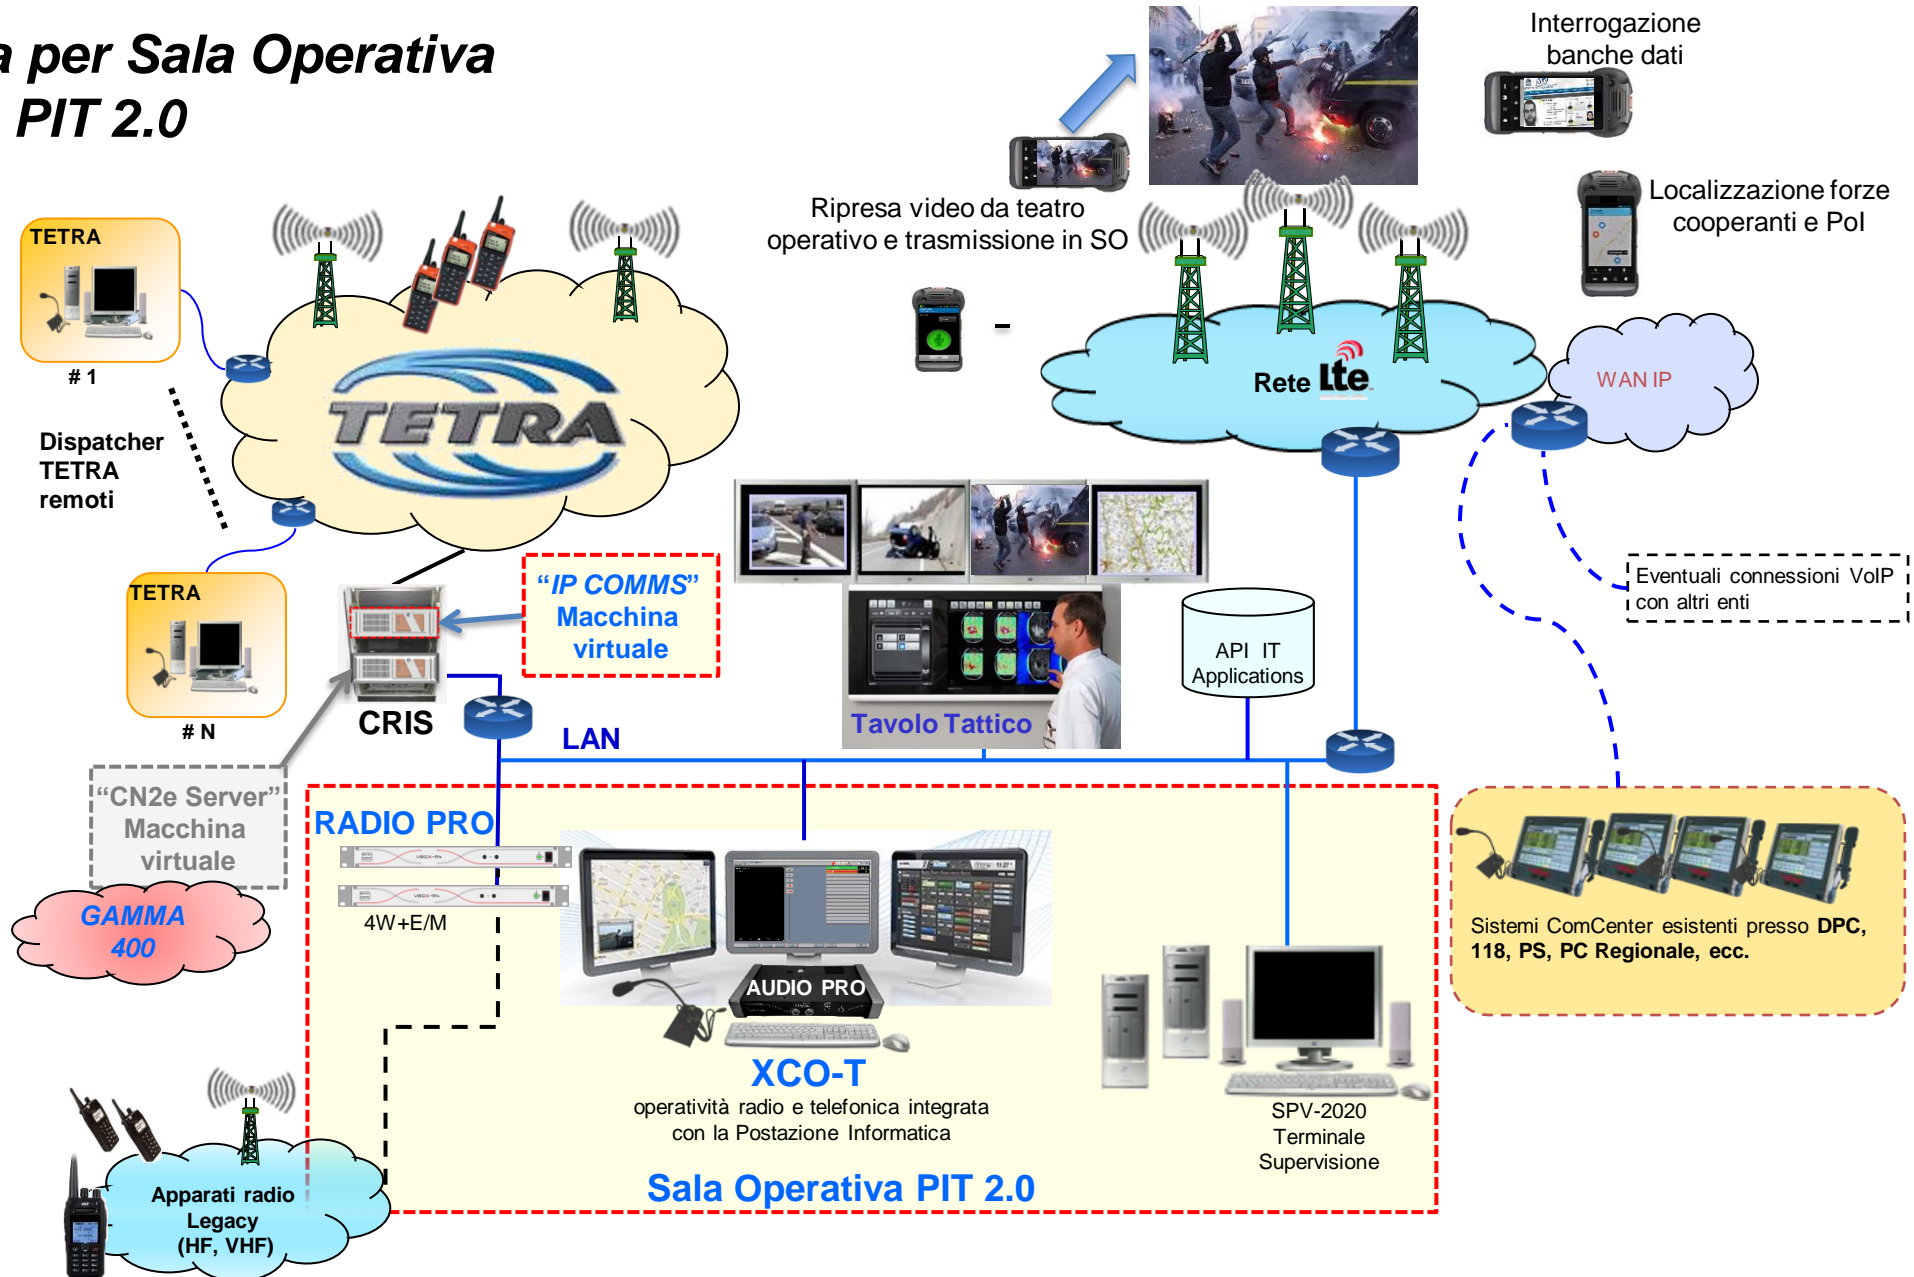 a per Sala Operativa
PIT 2.0
Interrogazione
banche dati
Ripresa video da teatro
operativo e trasmissione in SO
Localizzazione forze
cooperanti e PoI
TETRA
# 1
Dispatcher
TETRA
remoti
TETRA
# N
TETRA
Rete Lte
WAN IP
“IP COMMS”
Macchina
virtuale
CRIS
LAN
Tavolo Tattico
API IT
Applications
Eventuali connessioni VoIP
con altri enti
“CN2e Server”
Macchina
virtuale
GAMMA
400
RADIO PRO
VBOX-R4
VBOX-R4
4W+E/M
AUDIO PRO
XCO-T
operatività radio e telefonica integrata
con la Postazione Informatica
SPV-2020
Terminale
Supervisione
Sala Operativa PIT 2.0
Sistemi ComCenter esistenti presso DPC,
118, PS, PC Regionale, ecc.
Apparati radio
Legacy
(HF, VHF)